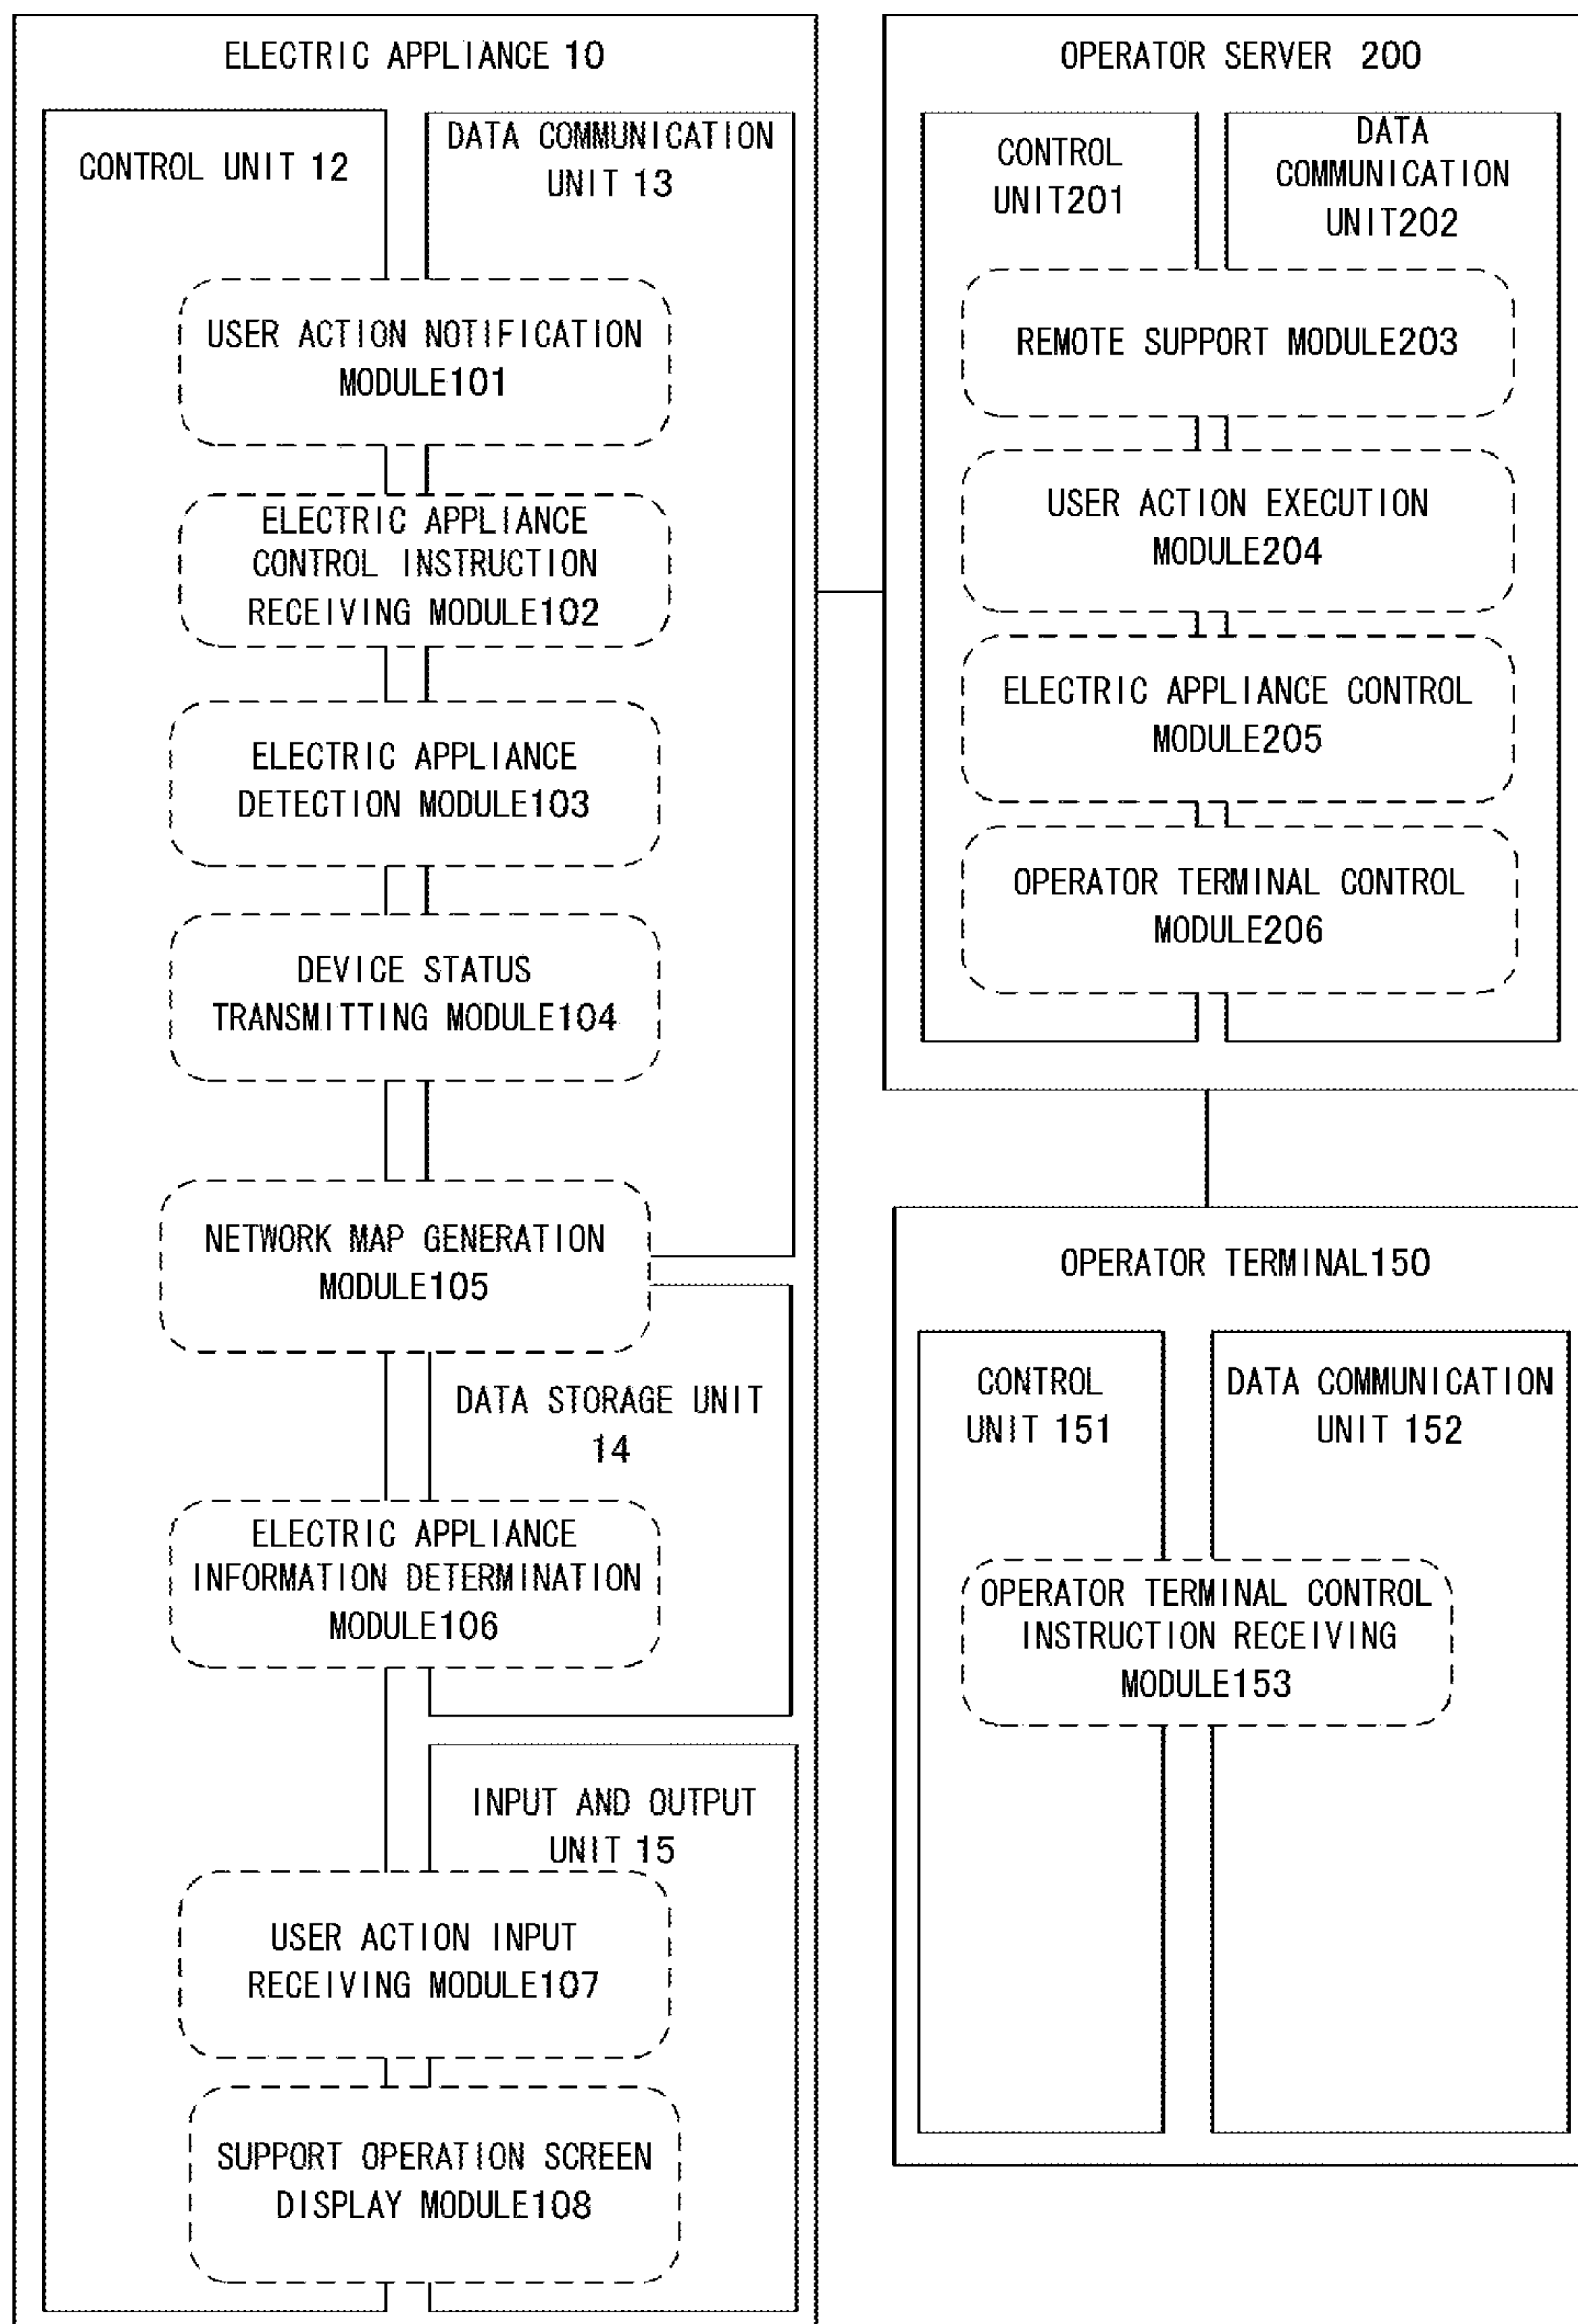 ELECTRIC APPLIANCE 10
CONTROL UNIT 12
DATA COMMUNICATION
UNIT 13
USER ACTION NOTIFICATION
MODULE101
ELECTRIC APPLIANCE
CONTROL INSTRUCTION
RECEIVING MODULE102
ELECTRIC APPLIANCE
DETECTION MODULE103
DEVICE STATUS
TRANSMITTING MODULE104
NETWORK MAP GENERATION
MODULE105
DATA STORAGE UNIT
14
ELECTRIC APPLIANCE
INFORMATION DETERMINATION
MODULE106
INPUT AND OUTPUT
UNIT 15
USER ACTION INPUT
RECEIVING MODULE107
SUPPORT OPERATION SCREEN
DISPLAY MODULE108
OPERATOR SERVER 200
CONTROL
UNIT201
DATA
COMMUNICATION
UNIT202
REMOTE SUPPORT MODULE203
USER ACTION EXECUTION
MODULE204
ELECTRIC APPLIANCE CONTROL
MODULE205
OPERATOR TERMINAL CONTROL
MODULE206
OPERATOR TERMINAL150
CONTROL
UNIT 151
DATA COMMUNICATION
UNIT 152
OPERATOR TERMINAL CONTROL
INSTRUCTION RECEIVING
MODULE153